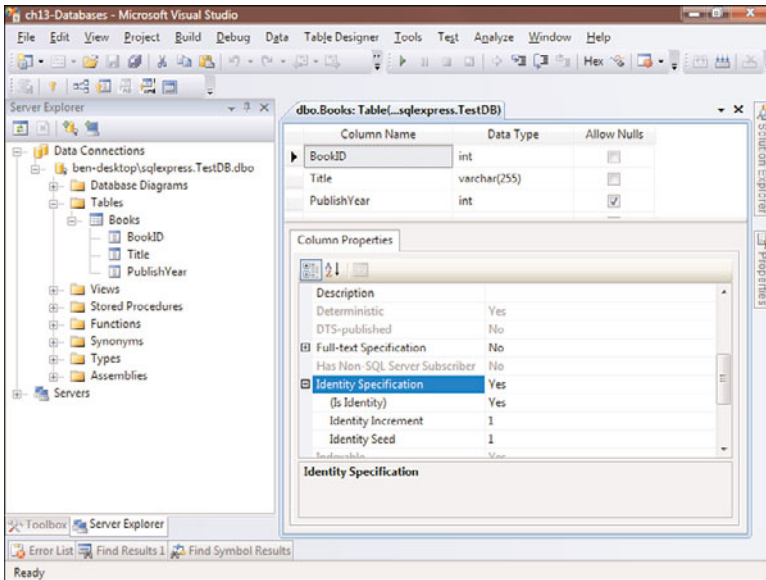 ch13-Databases - Microsoft Visual Studio
File Edit View Project Build Debug Data Table Designer Tools Test Analyze Window Help
Hex
Server Explorer
Data Connections
ben-desktop\sqlexpress.TestDB.dbo
Database Diagrams
Tables
Books
BookID
Title
PublishYear
Views
Stored Procedures
Functions
Synonyms
Types
Assemblies
Servers
Toolbox Server Explorer
dbo.Books: Table(...sqlexpress.TestDB)
Column Name Data Type Allow Nulls
BookID int
Title varchar(255)
PublishYear int
Column Properties
Description
Deterministic Yes
DTS-published No
Full-text Specification No
Has Non-SQL Server Subscriber No
Identity Specification Yes
(Is Identity) Yes
Identity Increment 1
Identity Seed 1
Indexable Yes
Identity Specification
Solution Explorer
Properties
Error List Find Results 1 Find Symbol Results
Ready